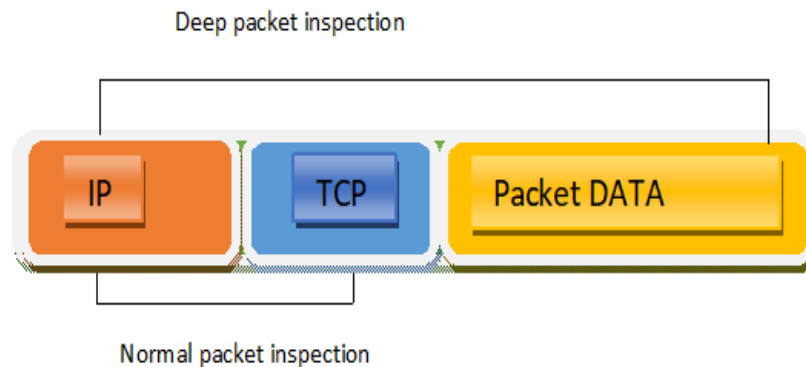 Deep packet inspection
IP
TCP
Packet DATA
Normal packet inspection